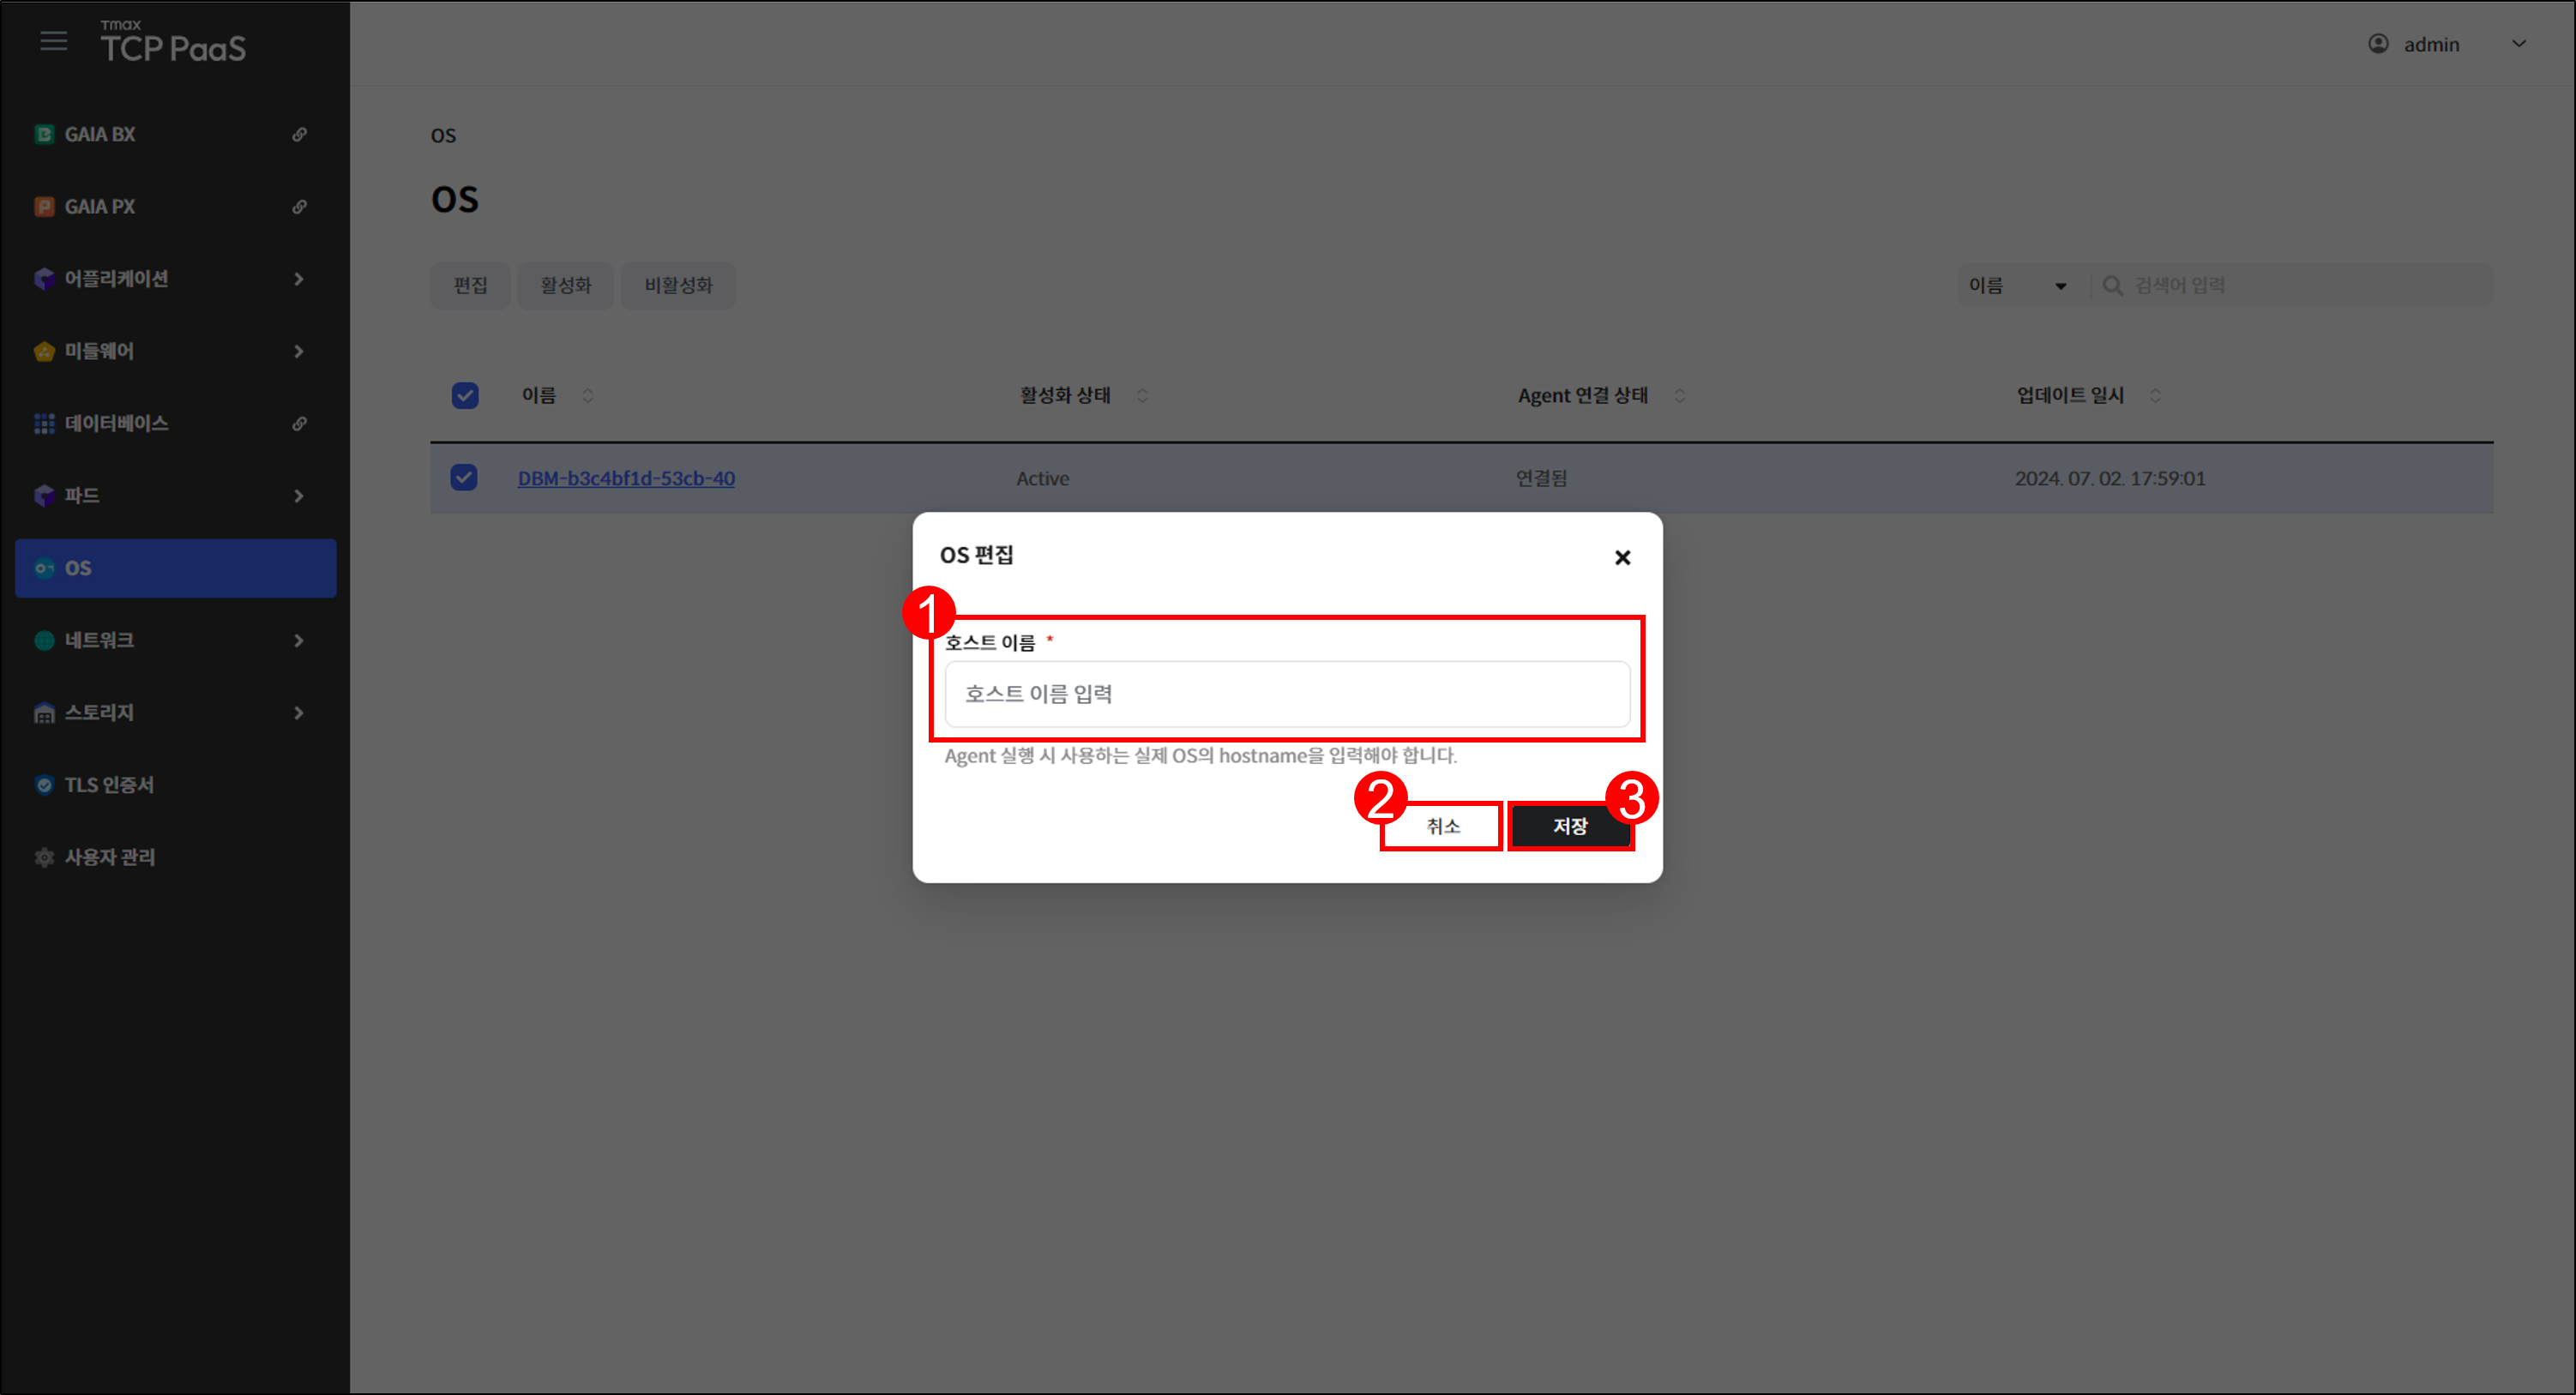 Tmax
TCP PaaS
admin
GAIA BX
GAIA PX
어플리케이션
미들웨어
데이터베이스
파드
OS
네트워크
스토리지
TLS 인증서
사용자 관리
OS
OS
편집 활성화 비활성화
이름 검색어 입력
이름 활성화 상태 Agent 연결 상태 업데이트 일시
DBM-b3c4bf1d-53cb-40 Active 연결됨 2024. 07. 02. 17:59:01
OS 편집
1
호스트 이름 *
호스트 이름 입력
Agent 실행 시 사용하는 실제 OS의 hostname을 입력해야 합니다.
2 3
취소 저장